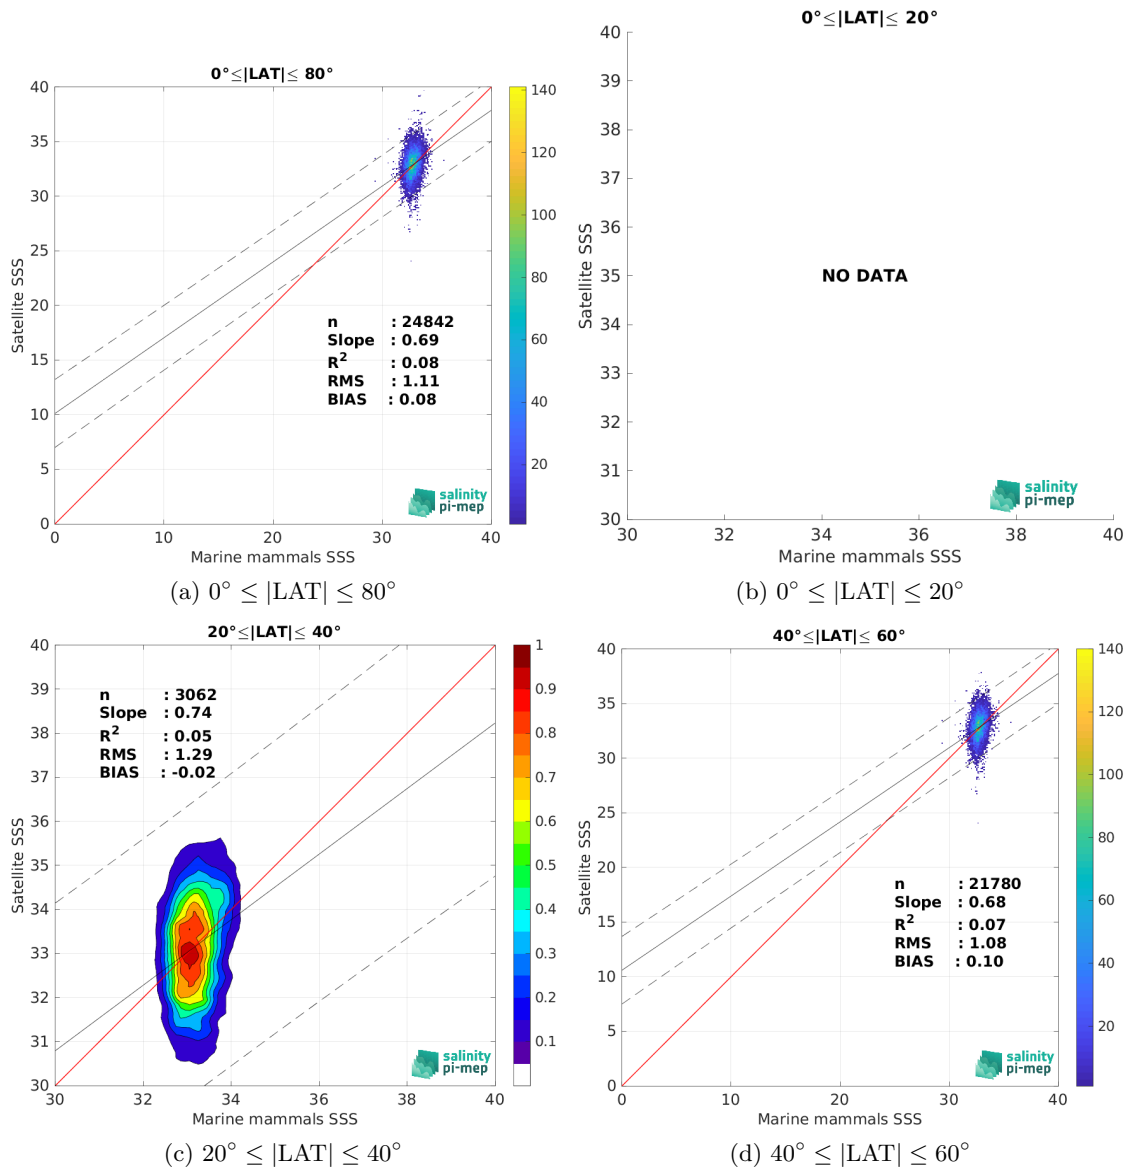 0°≤|LAT|≤ 80°
40
35
30
25
20
15
10
5
0
Satellite SSS
n : 24842
Slope : 0.69
R² : 0.08
RMS : 1.11
BIAS : 0.08
salinity
pi-mep
0 10 20 30 40
Marine mammals SSS
140
120
100
80
60
40
20
(a) 0° ≤ |LAT| ≤ 80°
0°≤|LAT|≤ 20°
40
39
38
37
36
35
34
33
32
31
30
Satellite SSS
NO DATA
salinity
pi-mep
30 32 34 36 38 40
Marine mammals SSS
(b) 0° ≤ |LAT| ≤ 20°
20°≤|LAT|≤ 40°
40
39
38
37
36
35
34
33
32
31
30
Satellite SSS
n : 3062
Slope : 0.74
R² : 0.05
RMS : 1.29
BIAS : -0.02
salinity
pi-mep
30 32 34 36 38 40
Marine mammals SSS
1
0.9
0.8
0.7
0.6
0.5
0.4
0.3
0.2
0.1
(c) 20° ≤ |LAT| ≤ 40°
40°≤|LAT|≤ 60°
40
35
30
25
20
15
10
5
0
Satellite SSS
n : 21780
Slope : 0.68
R² : 0.07
RMS : 1.08
BIAS : 0.10
salinity
pi-mep
0 10 20 30 40
Marine mammals SSS
140
120
100
80
60
40
20
(d) 40° ≤ |LAT| ≤ 60°